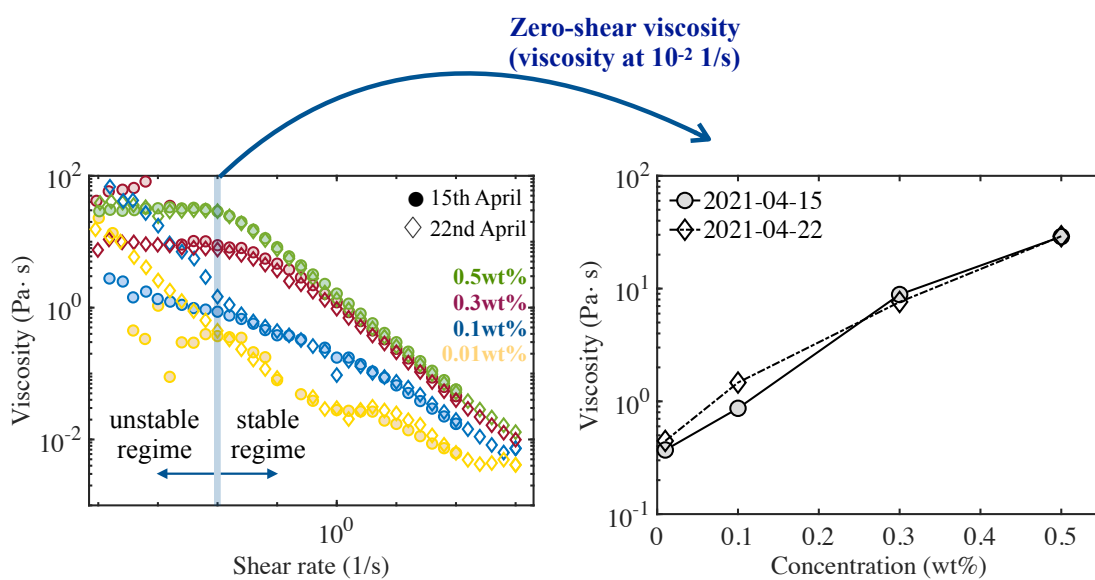 Zero-shear viscosity
(viscosity at 10⁻² 1/s)
10²
10⁰
10⁻²
Viscosity (Pa· s)
15th April
22nd April
0.5wt%
0.3wt%
0.1wt%
0.01wt%
unstable
regime
stable
regime
10⁰
Shear rate (1/s)
10²
10¹
10⁰
10⁻¹
Viscosity (Pa· s)
2021-04-15
2021-04-22
0 0.1 0.2 0.3 0.4 0.5
Concentration (wt%)